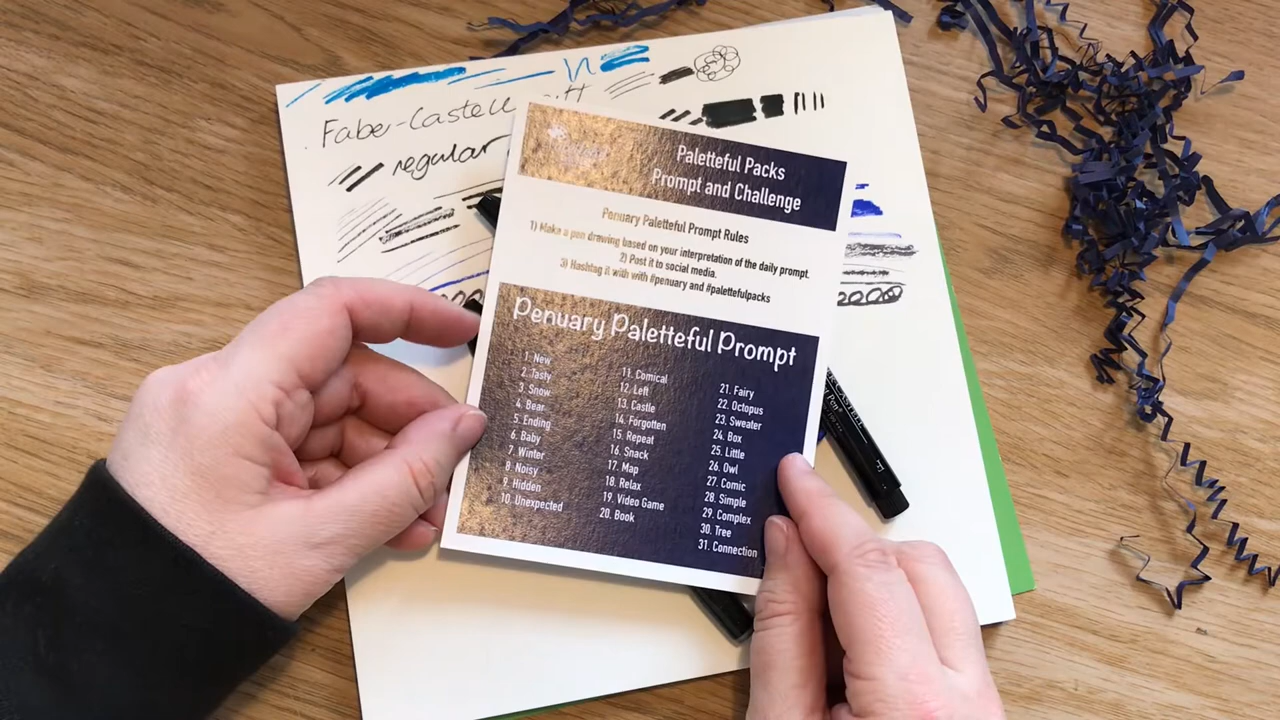 Faber-Castell
regular
Paletteful Packs
Prompt and Challenge
Penuary Paletteful Prompt Rules
1) Make a pen drawing based on your interpretation of the daily prompt.
2) Post it to social media.
3) Hashtag it with with #penuary and #palettefulpacks
Penuary Paletteful Prompt
1. New
2. Tasty
3. Snow
4. Bear
5. Ending
6. Baby
7. Winter
8. Noisy
9. Hidden
10. Unexpected
11. Comical
12. Left
13. Castle
14. Forgotten
15. Repeat
16. Snack
17. Map
18. Relax
19. Video Game
20. Book
21. Fairy
22. Octopus
23. Sweater
24. Box
25. Little
26. Owl
27. Comic
28. Simple
29. Complex
30. Tree
31. Connection